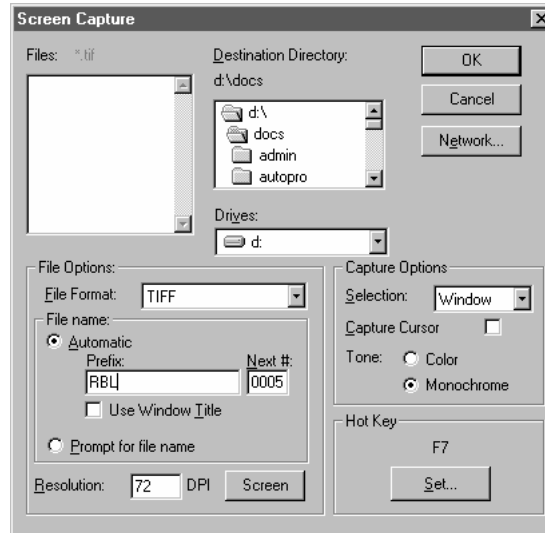 Screen Capture
Files: *.tif
Destination Directory:
d:\docs
d:\
docs
admin
autopro
Drives:
d:
OK
Cancel
Network...
File Options:
File Format: TIFF
File name:
Automatic
Prefix: Next #:
RBL 0005
Use Window Title
Prompt for file name
Resolution: 72 DPI Screen
Capture Options
Selection: Window
Capture Cursor
Tone: Color
Monochrome
Hot Key
F7
Set...